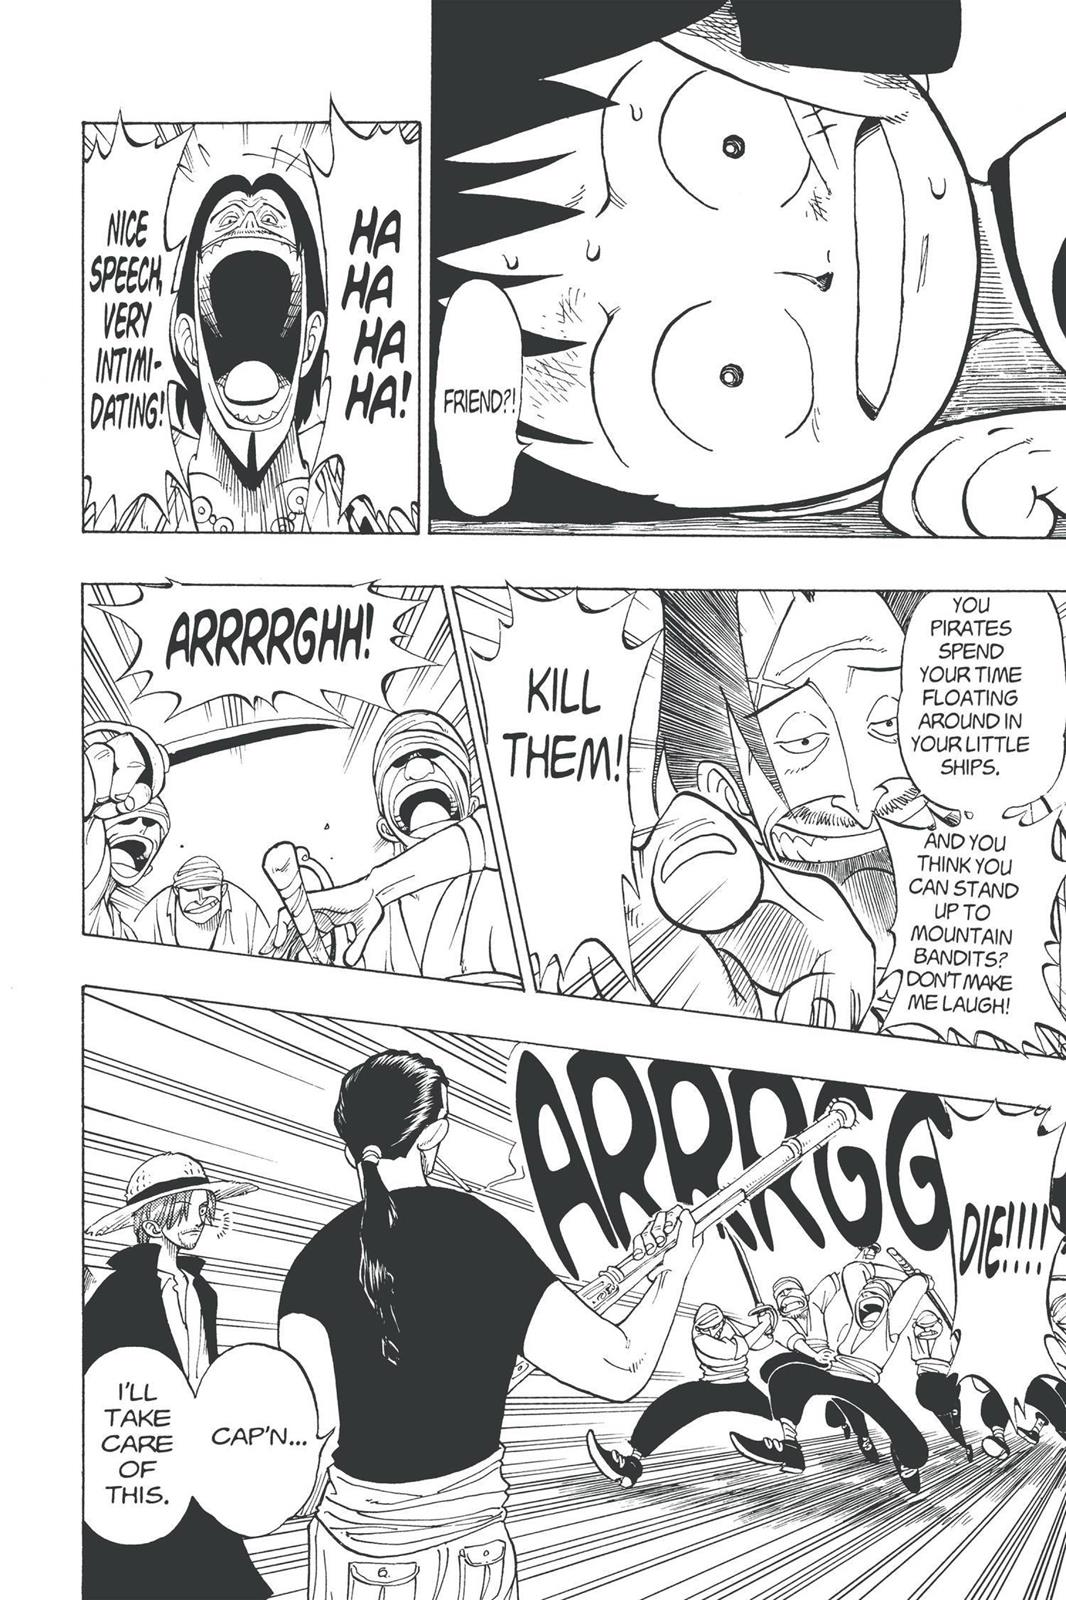 FRIEND?!
HA
HA
HA
HA!
NICE
SPEECH,
VERY
INTIMI-
DATING!
YOU
PIRATES
SPEND
YOUR TIME
FLOATING
AROUND IN
YOUR LITTLE
SHIPS.
AND YOU
THINK YOU
CAN STAND
UP TO
MOUNTAIN
BANDITS?
DON'T MAKE
ME LAUGH!
KILL
THEM!
ARRRRGHH!
DIE!!!!
ARRRRGG
CAP'N...
I'LL
TAKE
CARE
OF
THIS.